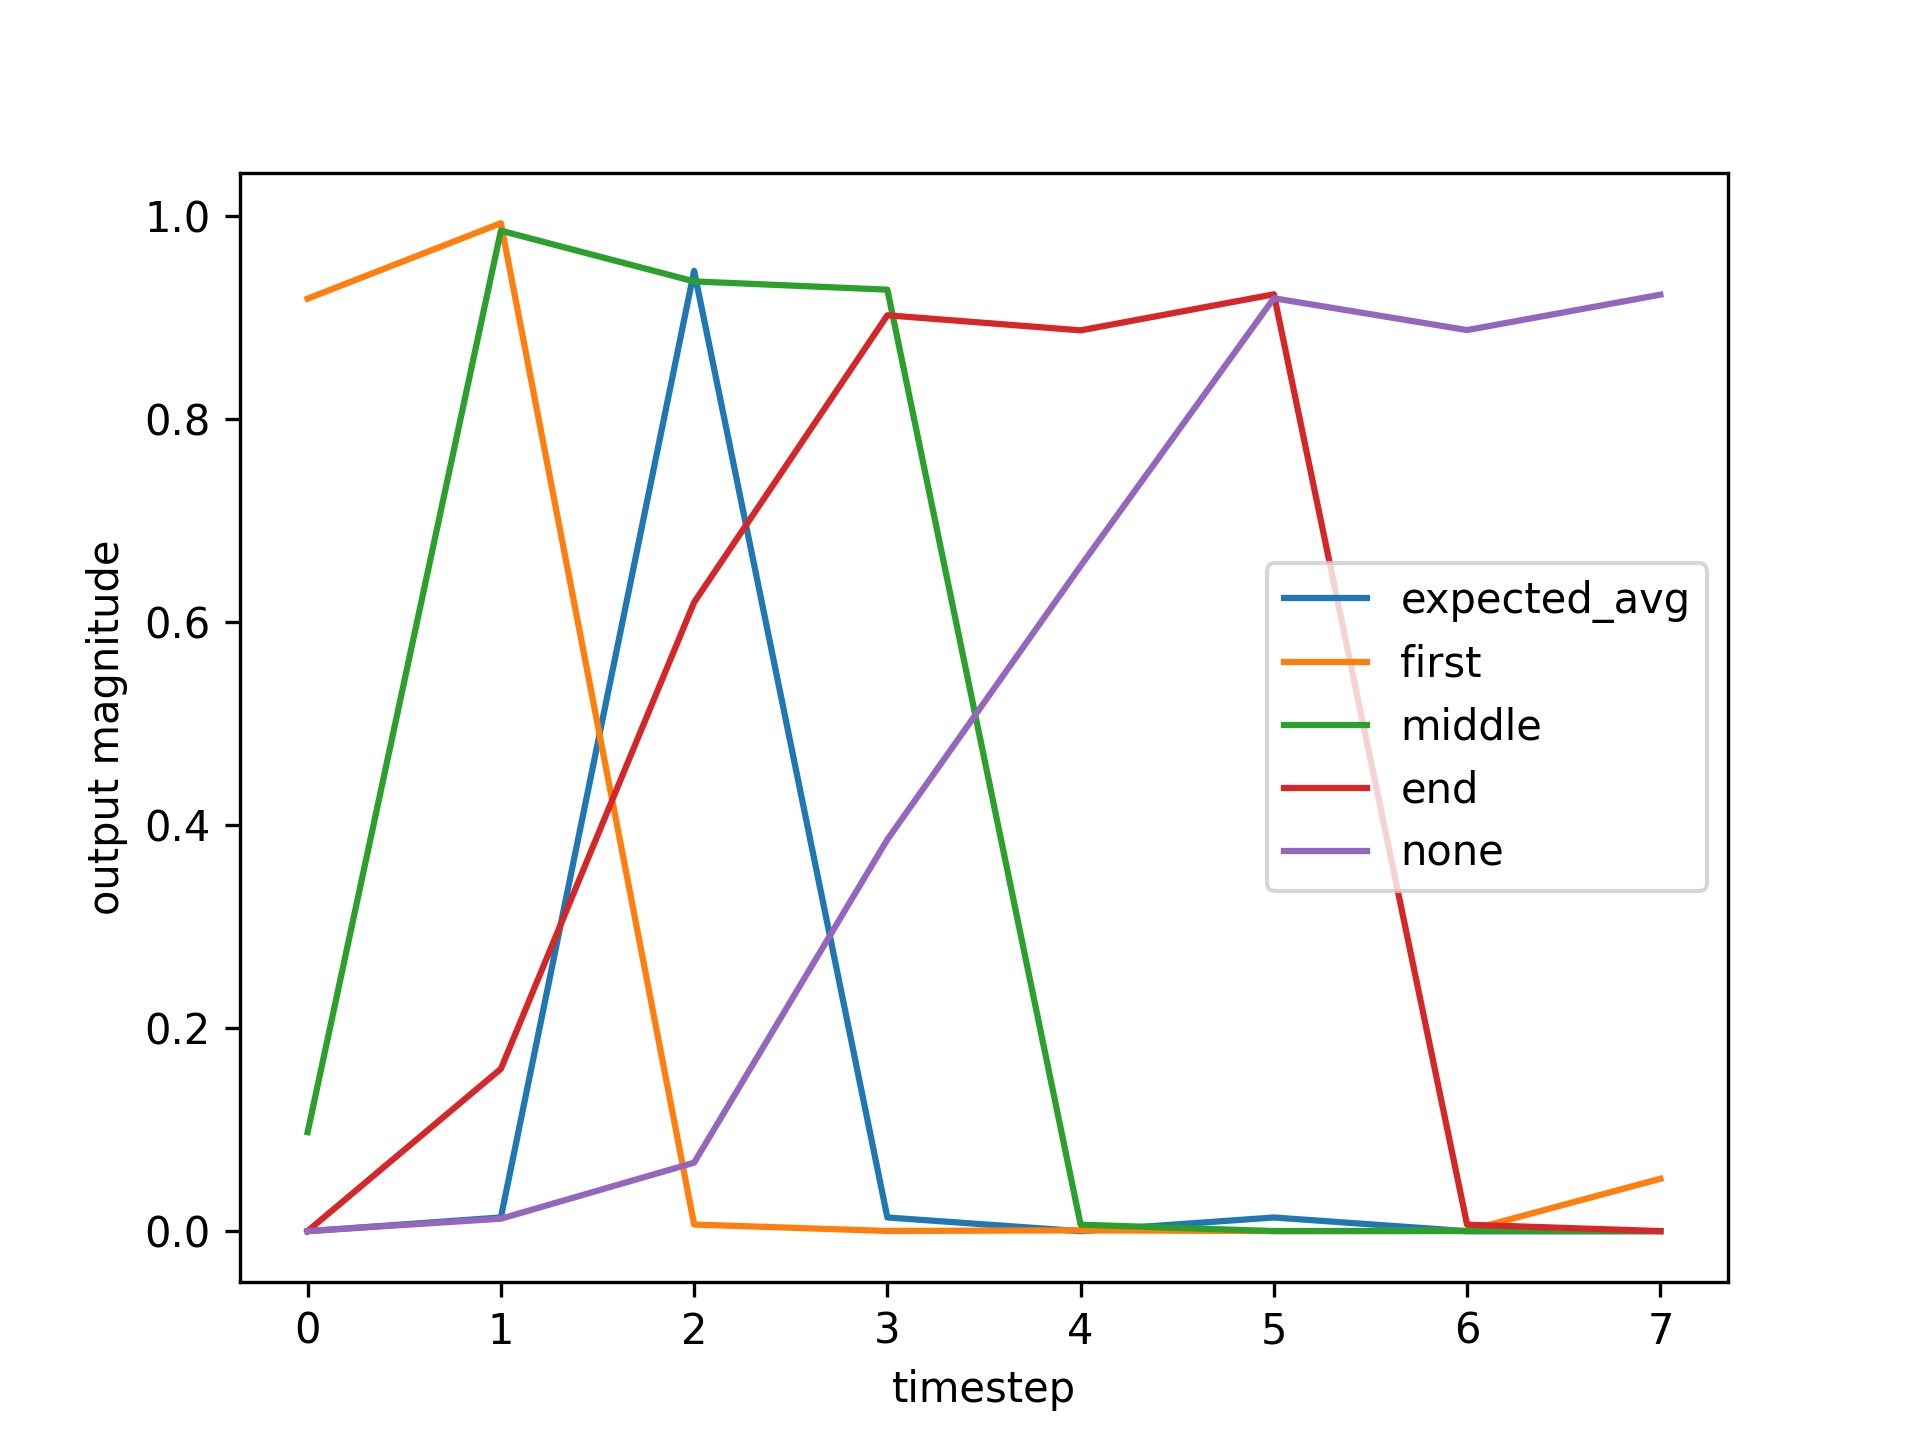 1.0
0.8
0.6
0.4
0.2
0.0
output magnitude
expected_avg
first
middle
end
none
0 1 2 3 4 5 6 7
timestep